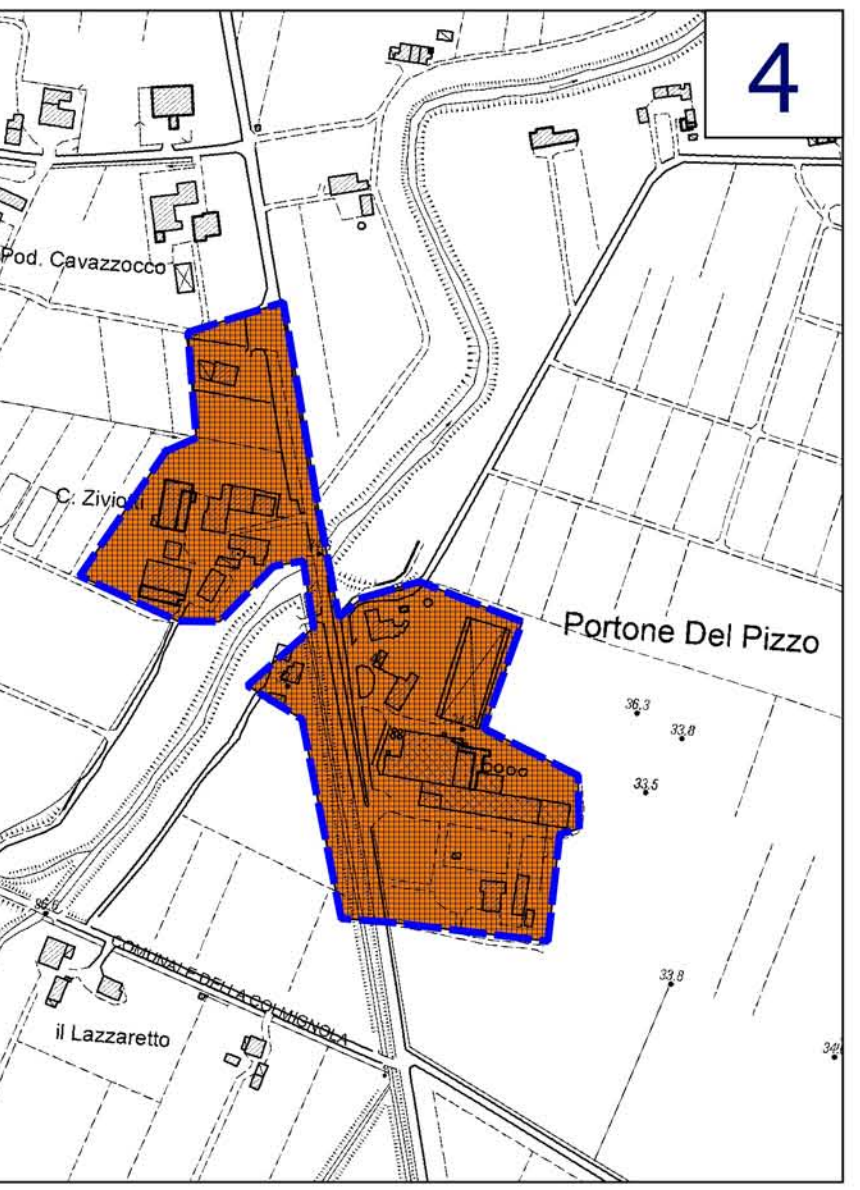 4
Pod. Cavazzocco
C. Ziviotti
Portone Del Pizzo
36,3
33,8
33,5
COMUNALE DELLA COLMIGNOLA
33,8
il Lazzaretto